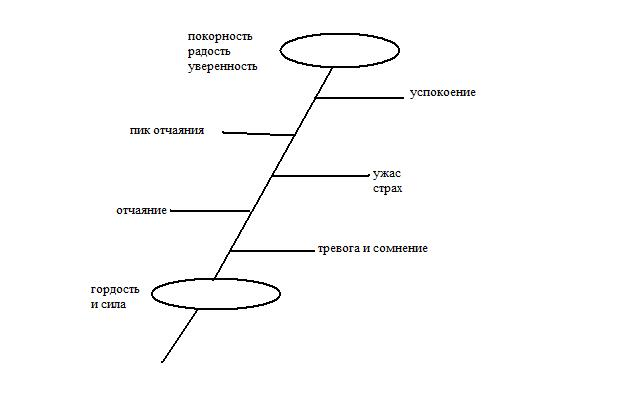 покорность
радость
уверенность
успокоение
пик отчаяния
ужас
страх
отчаяние
тревога и сомнение
гордость
и сила